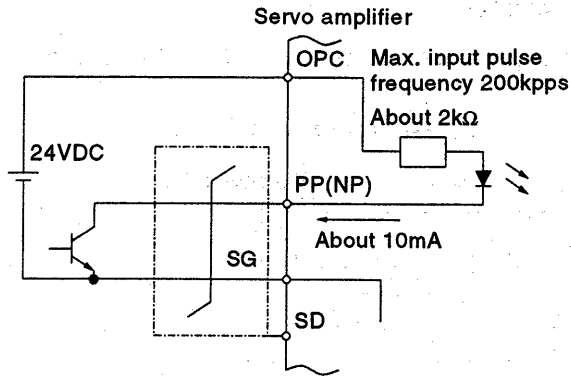 Servo amplifier
OPC
Max. input pulse
frequency 200kpps
About 2kΩ
24VDC
PP(NP)
About 10mA
SG
SD